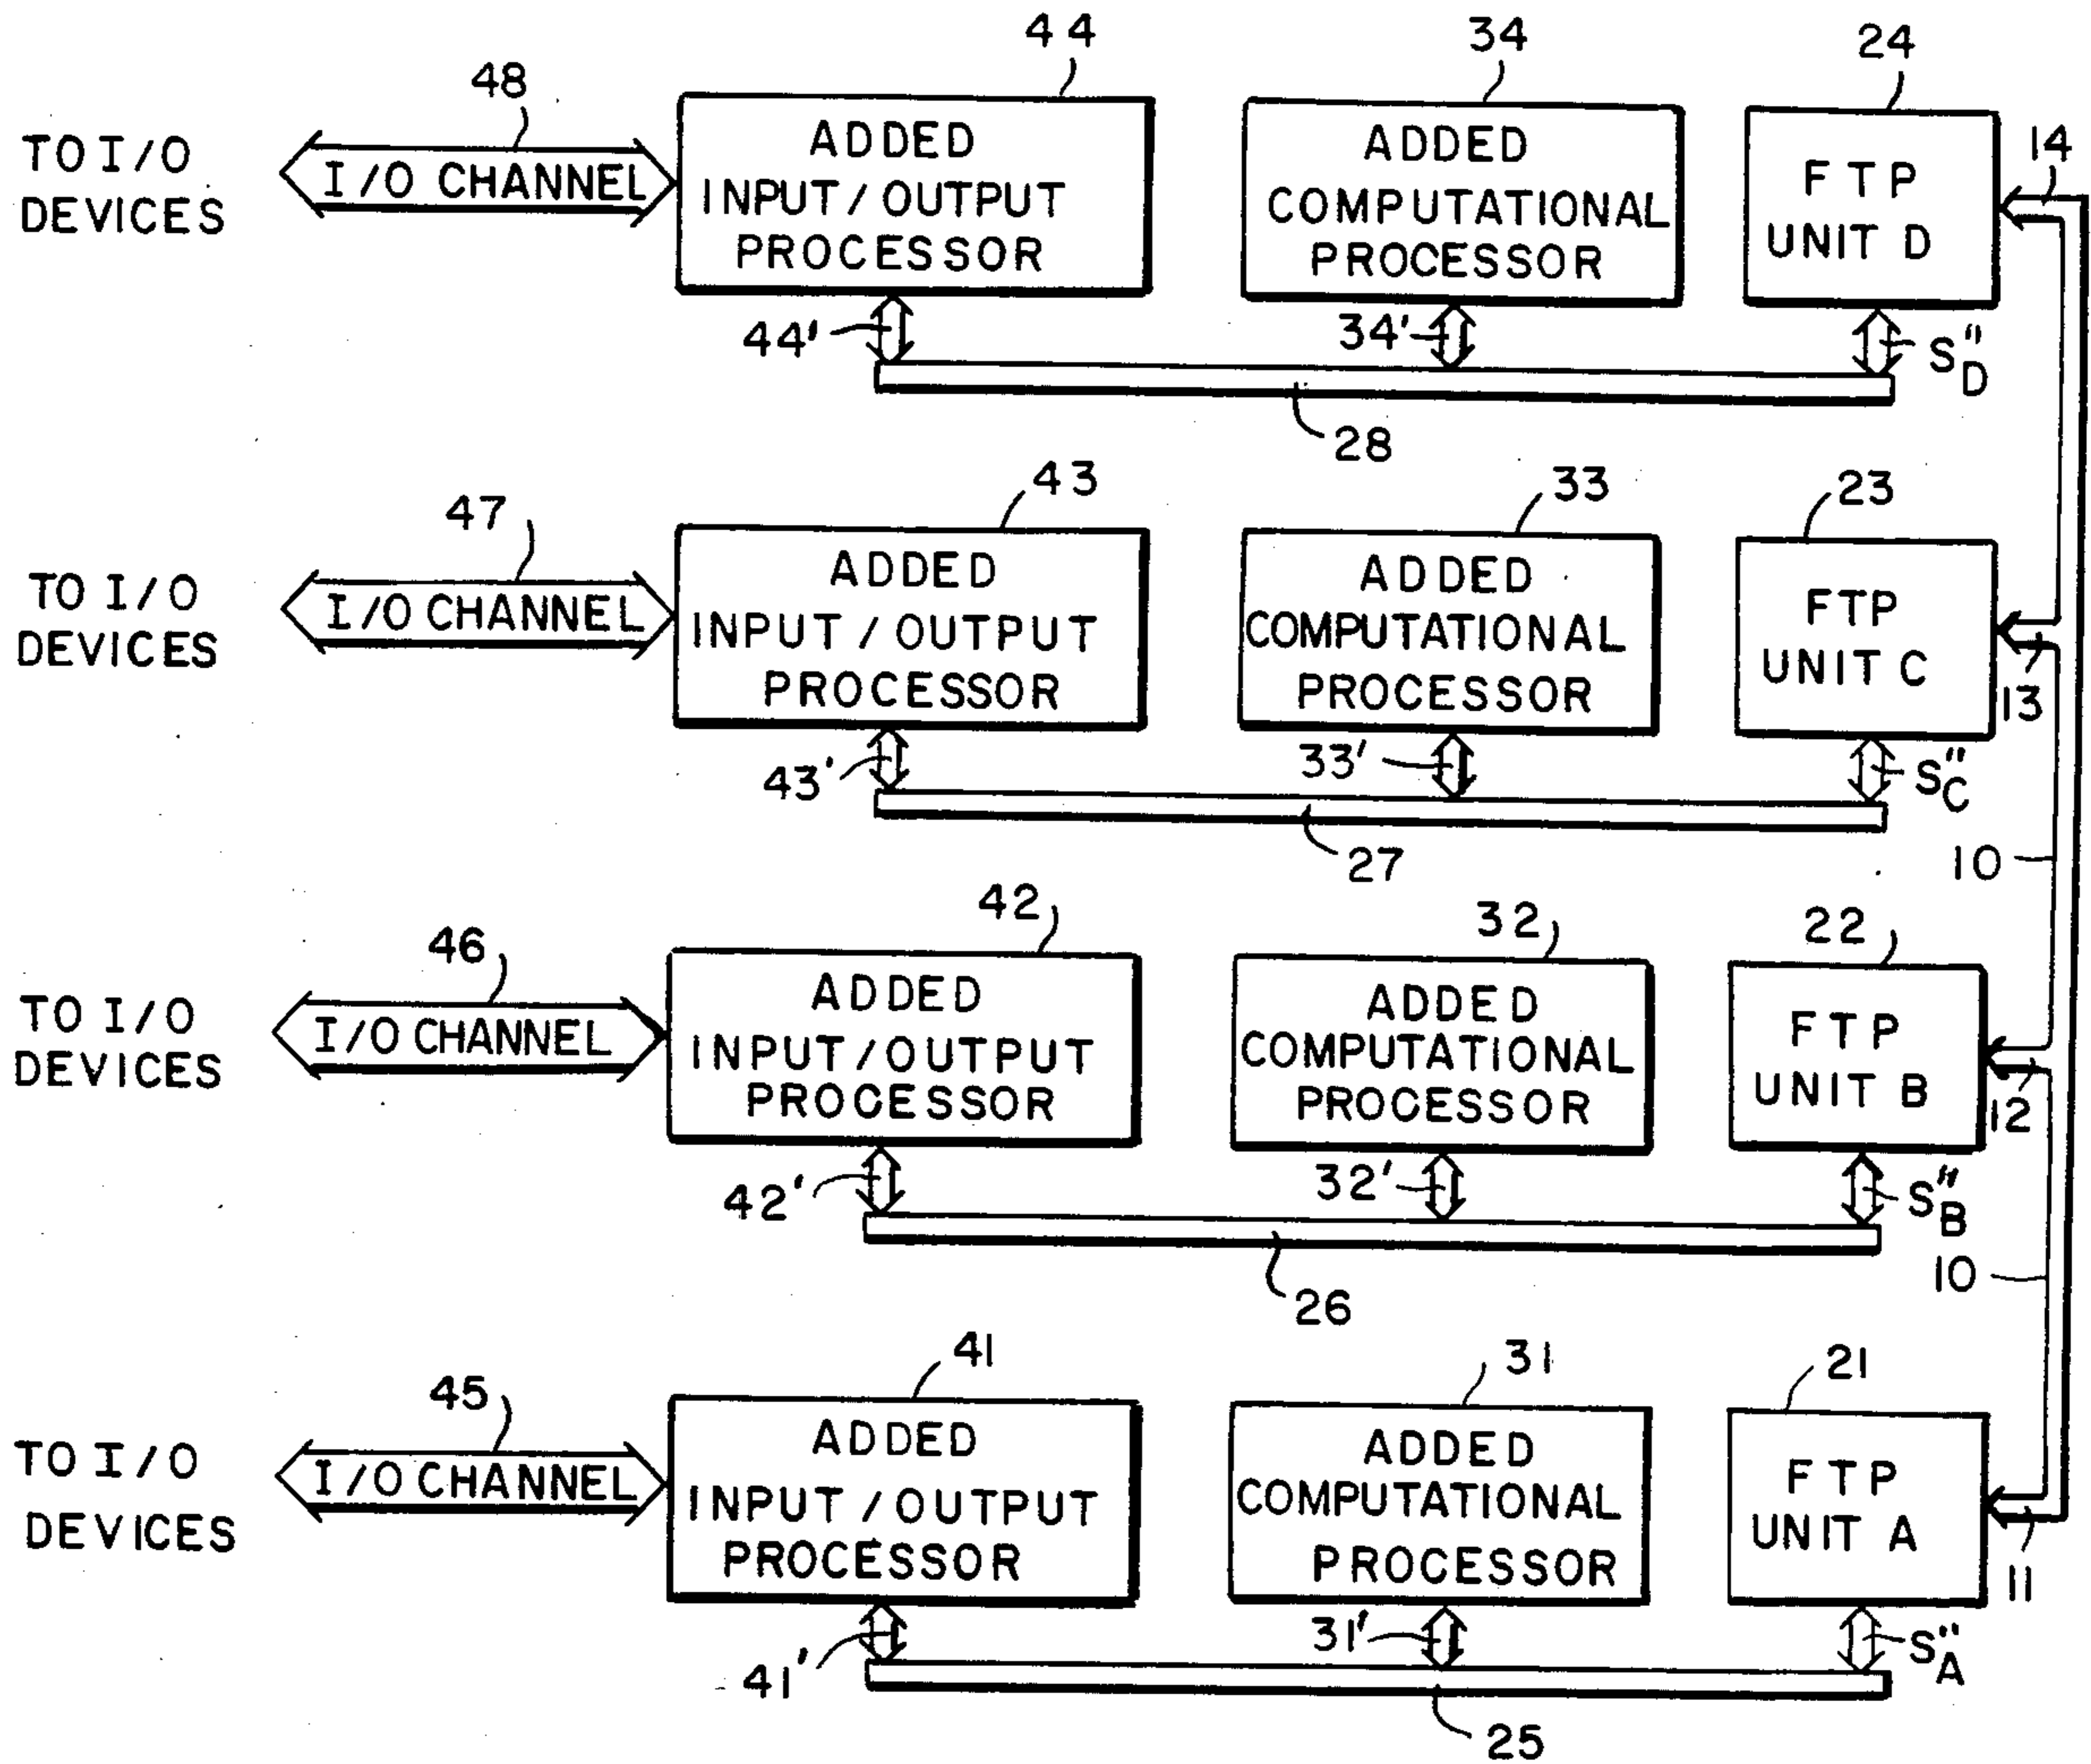 44
34
24
48
14
TO I/O
DEVICES
I/O CHANNEL
ADDED
INPUT/OUTPUT
PROCESSOR
ADDED
COMPUTATIONAL
PROCESSOR
FTP
UNIT D
44'
34'
S"D
28
43
33
23
47
TO I/O
DEVICES
I/O CHANNEL
ADDED
INPUT/OUTPUT
PROCESSOR
ADDED
COMPUTATIONAL
PROCESSOR
FTP
UNIT C
13
43'
33'
S"C
27
10
42
32
22
46
TO I/O
DEVICES
I/O CHANNEL
ADDED
INPUT/OUTPUT
PROCESSOR
ADDED
COMPUTATIONAL
PROCESSOR
FTP
UNIT B
12
42'
32'
S"B
26
10
41
31
21
45
TO I/O
DEVICES
I/O CHANNEL
ADDED
INPUT/OUTPUT
PROCESSOR
ADDED
COMPUTATIONAL
PROCESSOR
FTP
UNIT A
11
41'
31'
S"A
25